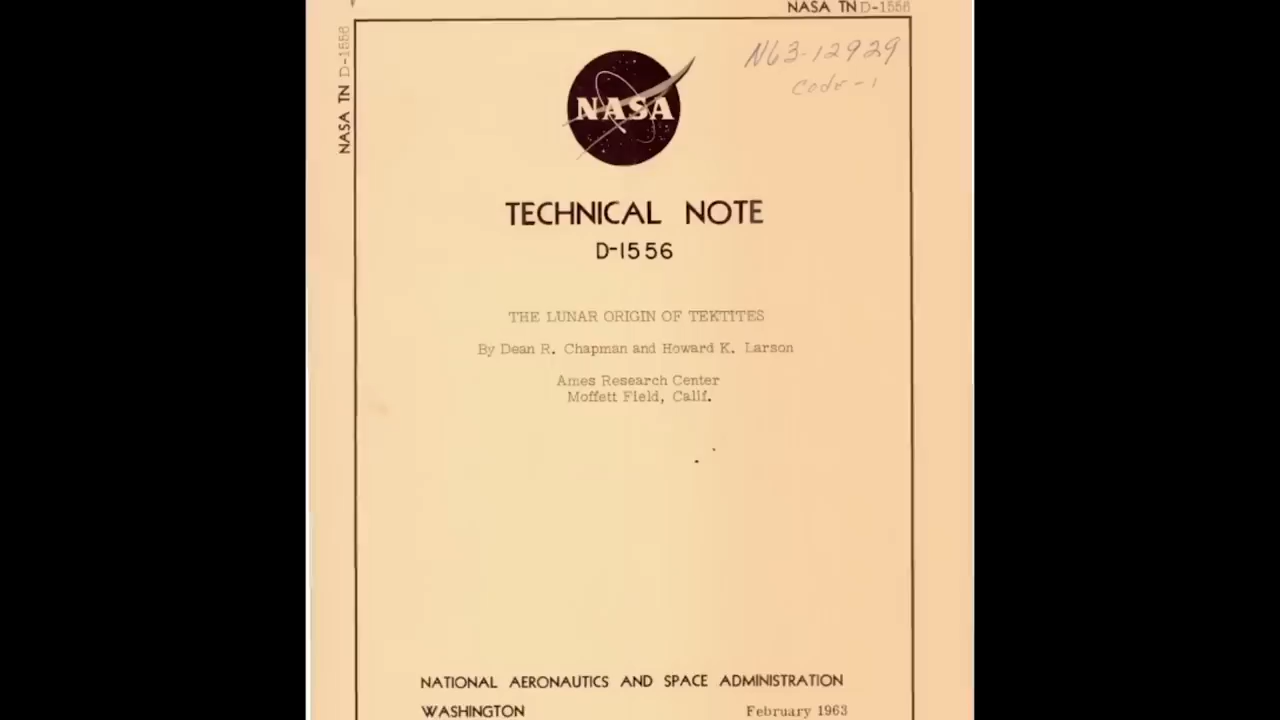 NASA TN D-1556
NASA TN D-1556
N63-12929
Code-1
NASA
TECHNICAL NOTE
D-1556
THE LUNAR ORIGIN OF TEKTITES
By Dean R. Chapman and Howard K. Larson
Ames Research Center
Moffett Field, Calif.
NATIONAL AERONAUTICS AND SPACE ADMINISTRATION
WASHINGTON February 1963